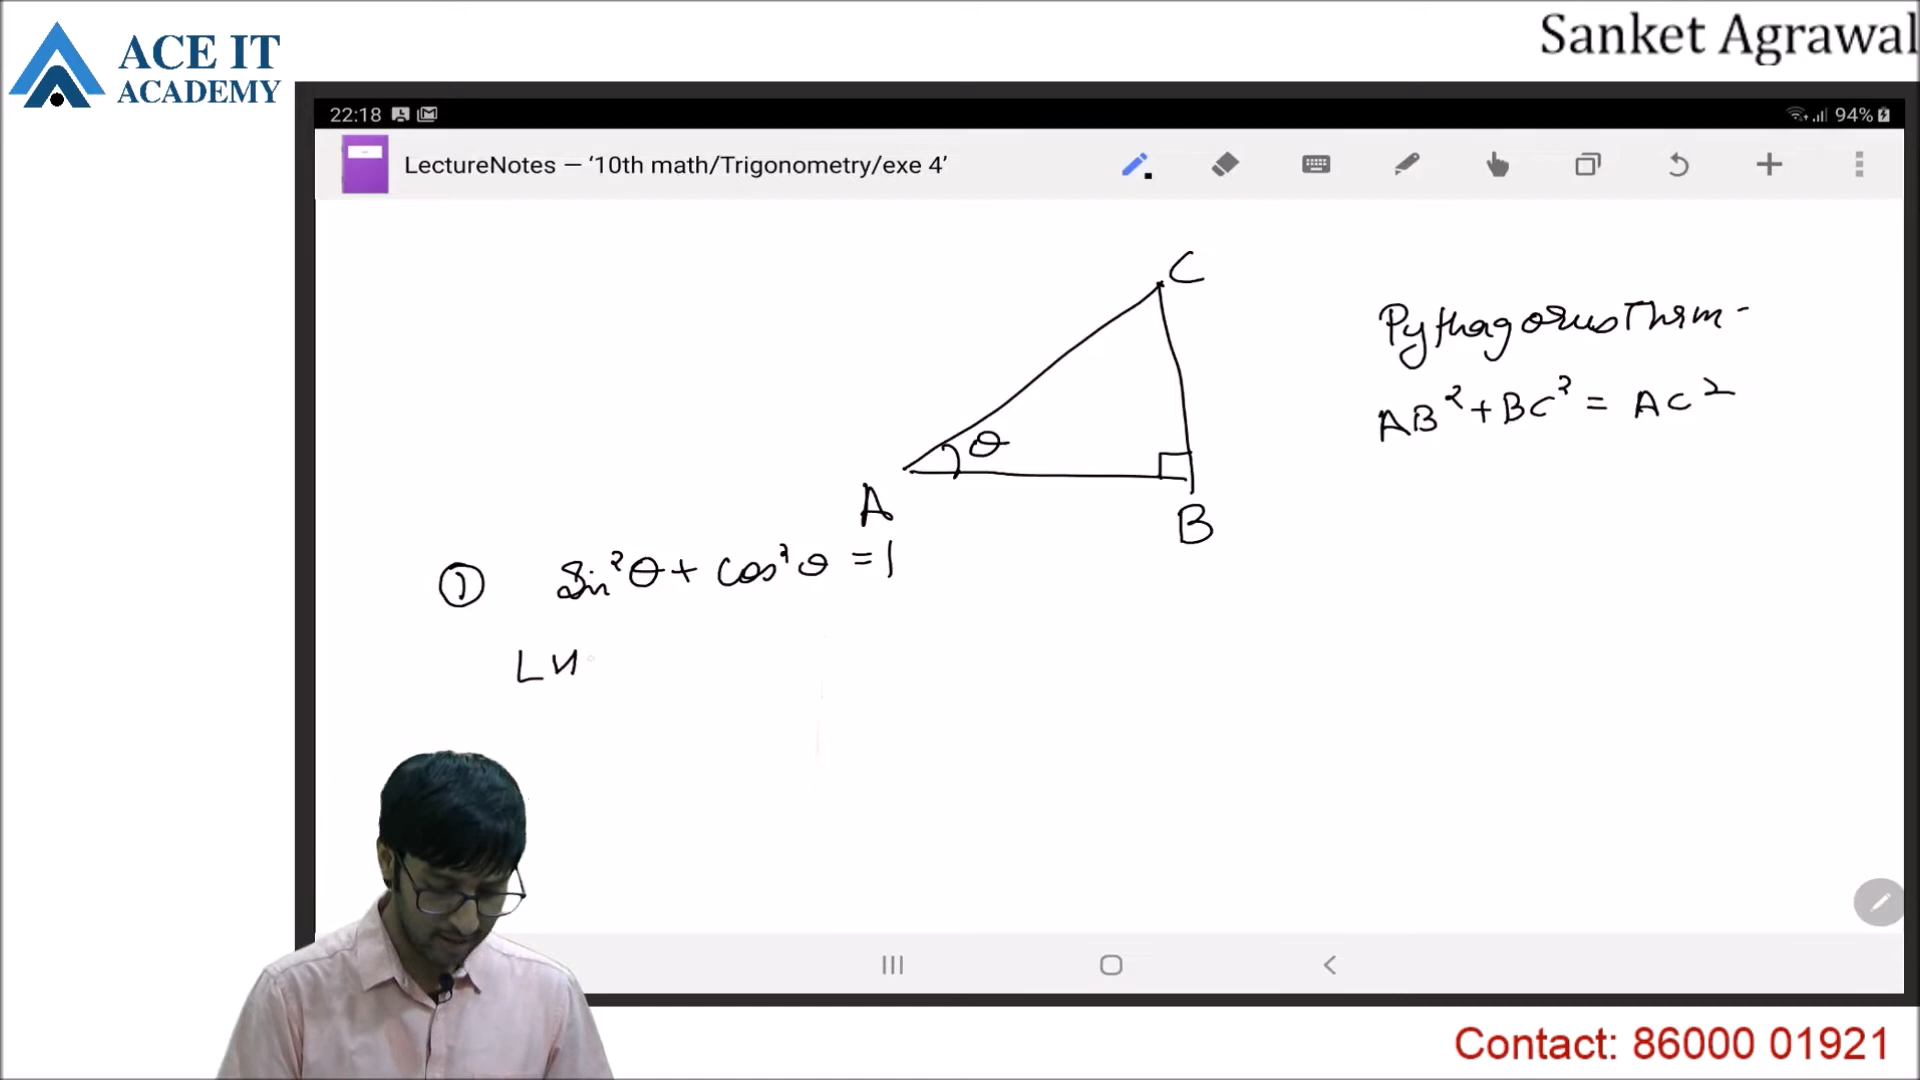 ACE IT
ACADEMY
Sanket Agrawal
22:18
94%
LectureNotes — ‘10th math/Trigonometry/exe 4’
C
θ
A
B
Pythagorus Thrm -
AB² + BC² = AC²
① Sin²θ + Cos²θ = 1
LH
Contact: 86000 01921